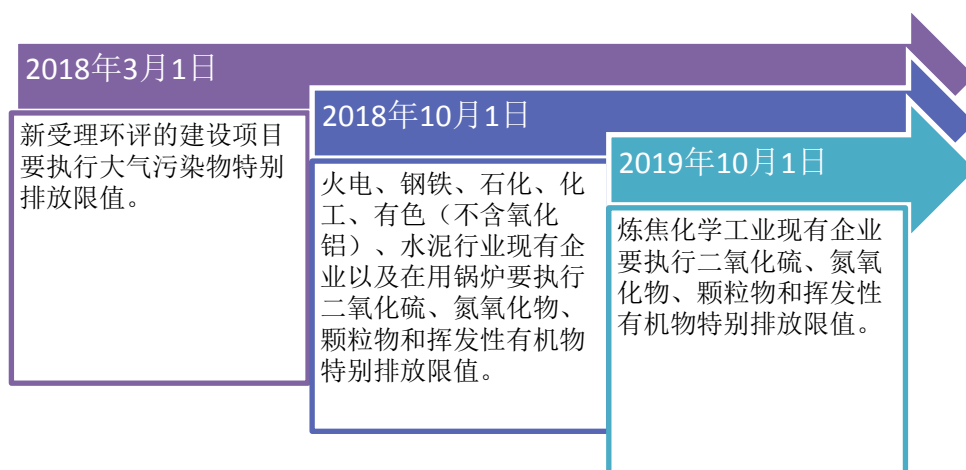 2018年3月1日
新受理环评的建设项目
要执行大气污染物特别
排放限值。
2018年10月1日
火电、钢铁、石化、化
工、有色（不含氧化
铝）、水泥行业现有企
业以及在用锅炉要执行
二氧化硫、氮氧化物、
颗粒物和挥发性有机物
特别排放限值。
2019年10月1日
炼焦化学工业现有企业
要执行二氧化硫、氮氧
化物、颗粒物和挥发性
有机物特别排放限值。